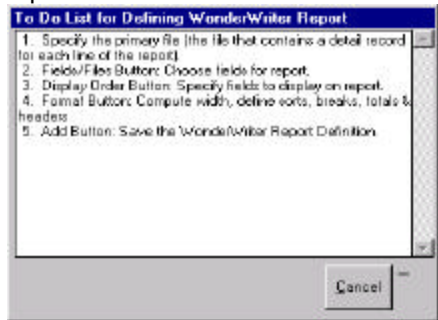 To Do List for Defining WonderWriter Report
1. Specify the primary file (the file that contains a detail record
for each line of the report).
2. Fields/Files Button: Choose fields for report.
3. Display Order Button: Specify fields to display on report.
4. Format Button: Compute width, define sorts, breaks, totals &
headers
5. Add Button: Save the WonderWriter Report Definition.
Cancel